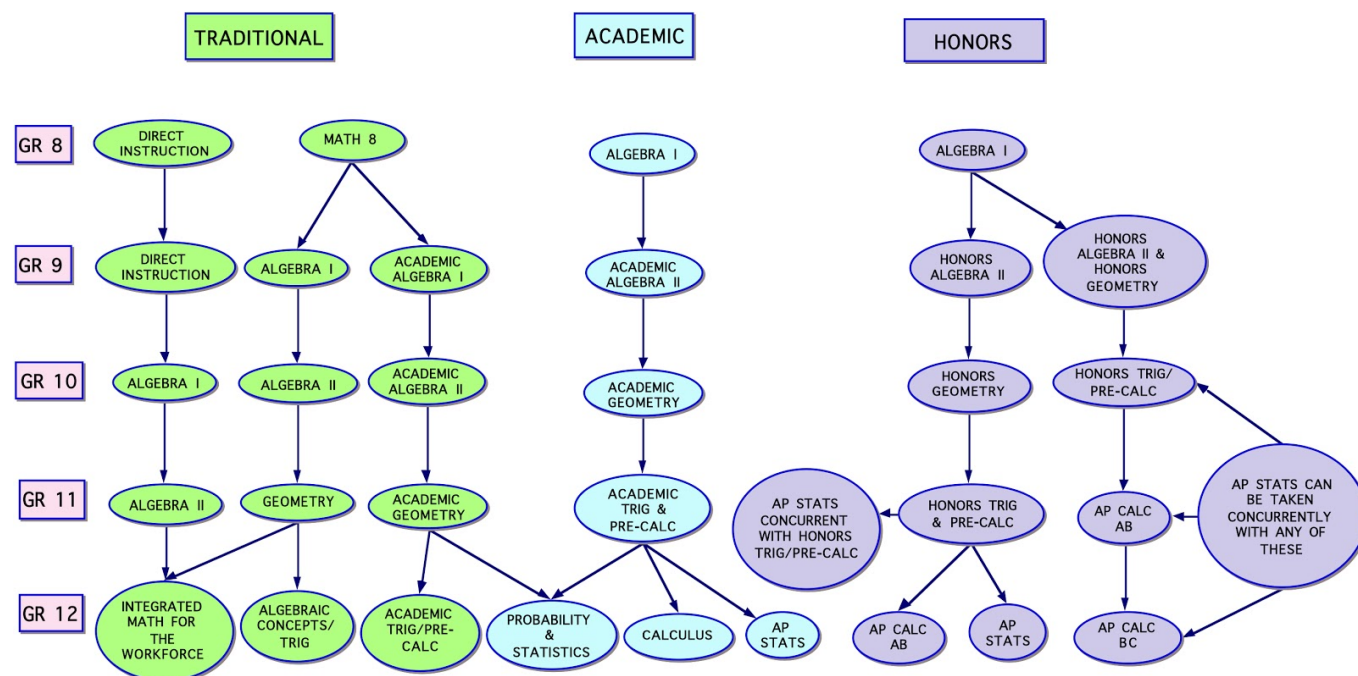 TRADITIONAL
ACADEMIC
HONORS
GR 8
DIRECT
INSTRUCTION
MATH 8
ALGEBRA I
ALGEBRA I
GR 9
DIRECT
INSTRUCTION
ALGEBRA I
ACADEMIC
ALGEBRA I
ACADEMIC
ALGEBRA II
HONORS
ALGEBRA II
HONORS
ALGEBRA II &
HONORS
GEOMETRY
GR 10
ALGEBRA I
ALGEBRA II
ACADEMIC
ALGEBRA II
ACADEMIC
GEOMETRY
HONORS
GEOMETRY
HONORS TRIG/
PRE-CALC
GR 11
ALGEBRA II
GEOMETRY
ACADEMIC
GEOMETRY
ACADEMIC
TRIG &
PRE-CALC
AP STATS
CONCURRENT
WITH HONORS
TRIG/PRE-CALC
HONORS TRIG
& PRE-CALC
AP CALC
AB
AP STATS CAN
BE TAKEN
CONCURRENTLY
WITH ANY OF
THESE
GR 12
INTEGRATED
MATH FOR
THE
WORKFORCE
ALGEBRAIC
CONCEPTS/
TRIG
ACADEMIC
TRIG/PRE-
CALC
PROBABILITY
&
STATISTICS
CALCULUS
AP
STATS
AP CALC
AB
AP
STATS
AP CALC
BC